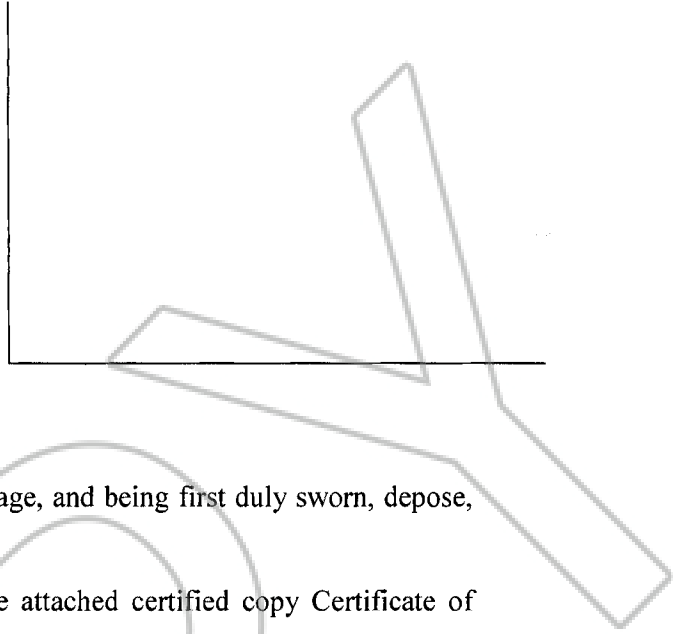 age, and being first duly sworn, depose,
attached certified copy Certificate of